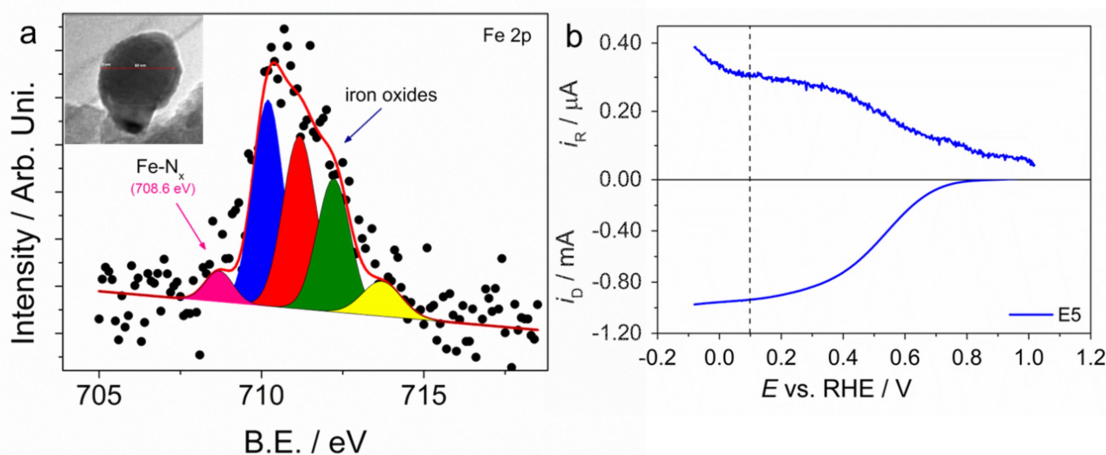 a
Fe 2p
iron oxides
Fe-Nx
(708.6 eV)
Intensity / Arb. Uni.
705 710 715
B.E. / eV
b
0.40
0.20
0.00
-0.40
-0.80
-1.20
iR / µA
iD / mA
E5
-0.2 0.0 0.2 0.4 0.6 0.8 1.0 1.2
E vs. RHE / V